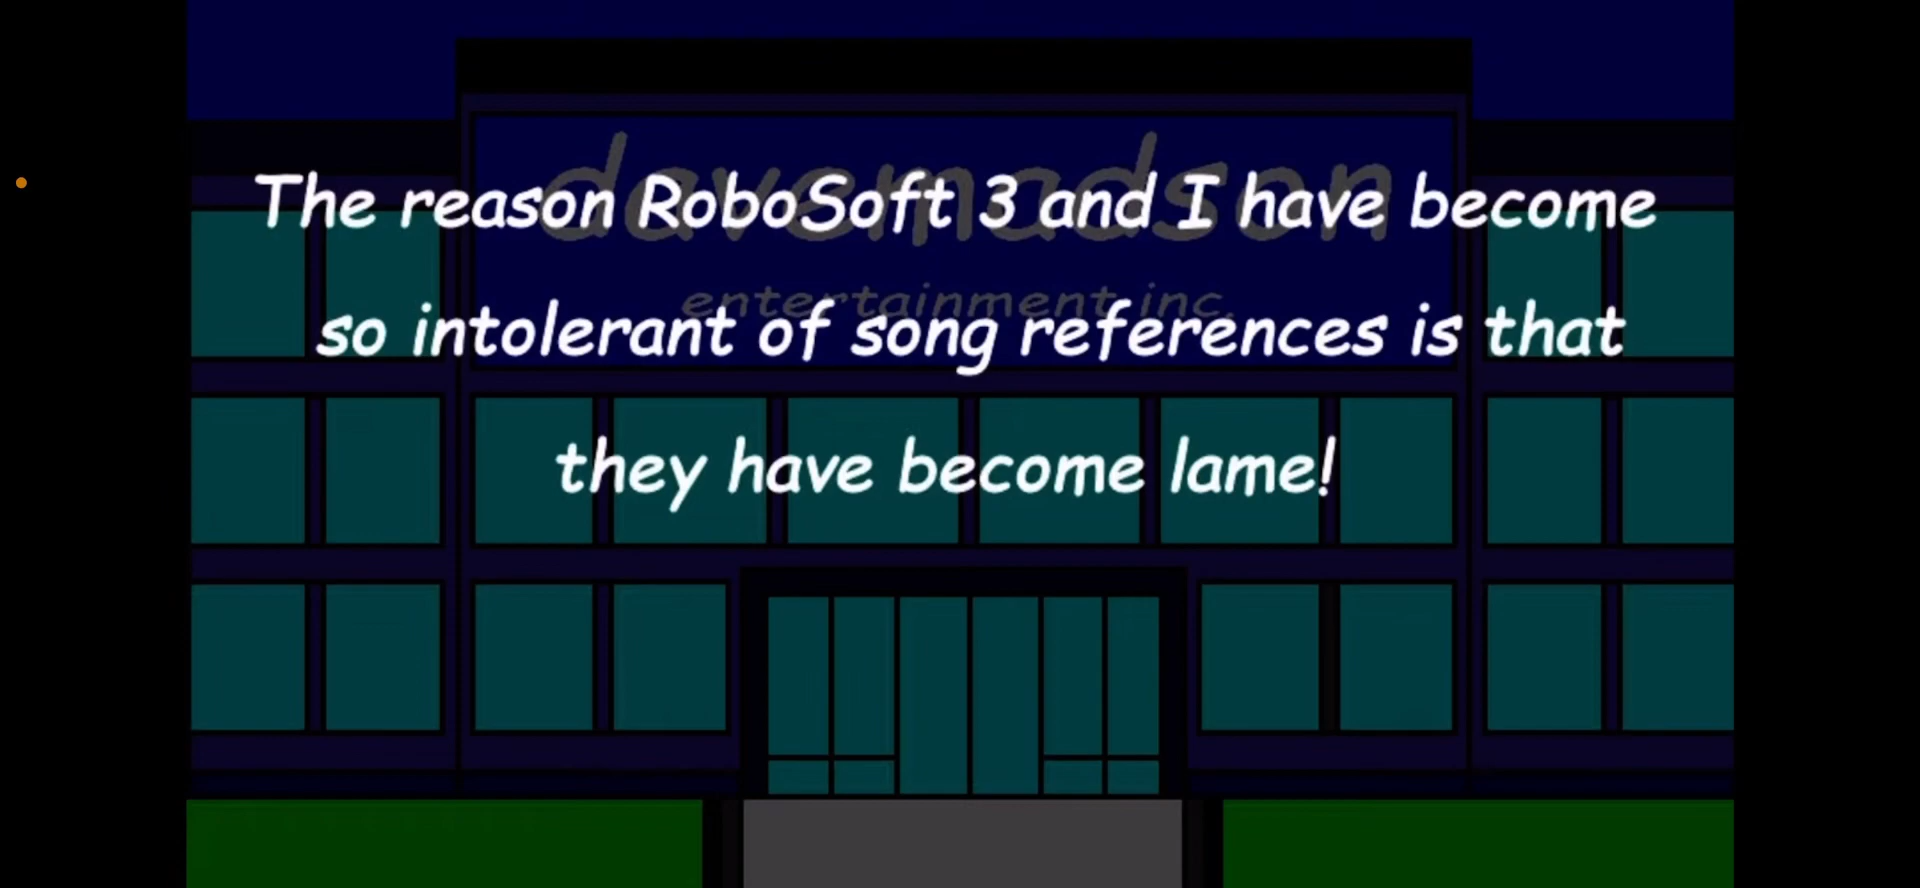 davemadson
entertainment inc.
The reason RoboSoft 3 and I have become
so intolerant of song references is that
they have become lame!